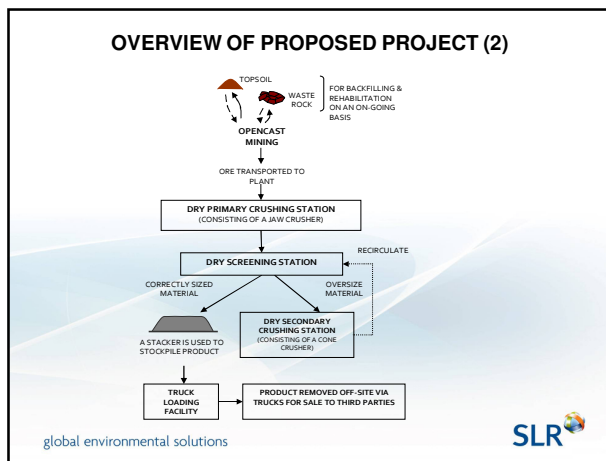 OVERVIEW OF PROPOSED PROJECT (2)
TOPSOIL
WASTE
ROCK
FOR BACKFILLING &
REHABILITATION
ON AN ON-GOING
BASIS
OPENCAST
MINING
ORE TRANSPORTED TO
PLANT
DRY PRIMARY CRUSHING STATION
(CONSISTING OF A JAW CRUSHER)
RECIRCULATE
DRY SCREENING STATION
CORRECTLY SIZED
MATERIAL
OVERSIZE
MATERIAL
DRY SECONDARY
CRUSHING STATION
(CONSISTING OF A CONE
CRUSHER)
A STACKER IS USED TO
STOCKPILE PRODUCT
TRUCK
LOADING
FACILITY
PRODUCT REMOVED OFF-SITE VIA
TRUCKS FOR SALE TO THIRD PARTIES
global environmental solutions
SLR